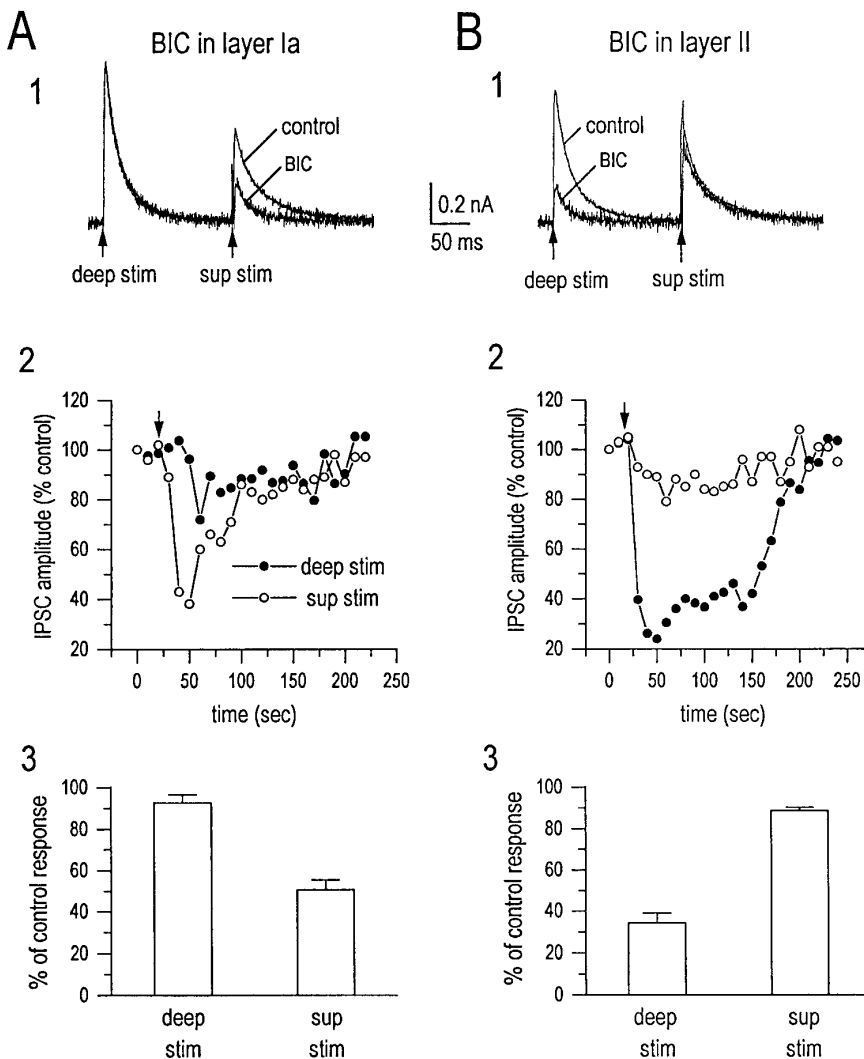 A
BIC in layer Ia
1
control
BIC
deep stim
sup stim
B
BIC in layer II
1
control
BIC
0.2 nA
50 ms
deep stim
sup stim
2
120
100
80
60
40
20
IPSC amplitude (% control)
deep stim
sup stim
0 50 100 150 200 250
time (sec)
2
120
100
80
60
40
20
IPSC amplitude (% control)
0 50 100 150 200 250
time (sec)
3
100
80
60
40
20
0
% of control response
deep
stim
sup
stim
3
100
80
60
40
20
0
% of control response
deep
stim
sup
stim